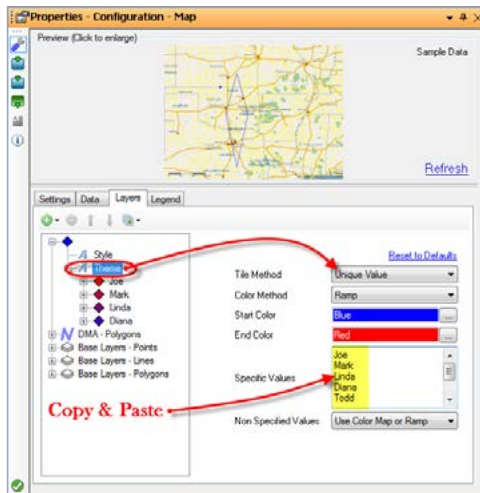 Properties - Configuration - Map
Preview (Click to enlarge)
Sample Data
Refresh
Settings Data Layers Legend
Style
Theme
Joe
Mark
Linda
Diana
DMA - Polygons
Base Layers - Points
Base Layers - Lines
Base Layers - Polygons
Reset to Defaults
Tile Method
Unique Value
Color Method
Ramp
Start Color
Blue
...
End Color
Red
...
Specific Values
Joe
Mark
Linda
Diana
Todd
Non Specified Values
Use Color Map or Ramp
Copy & Paste